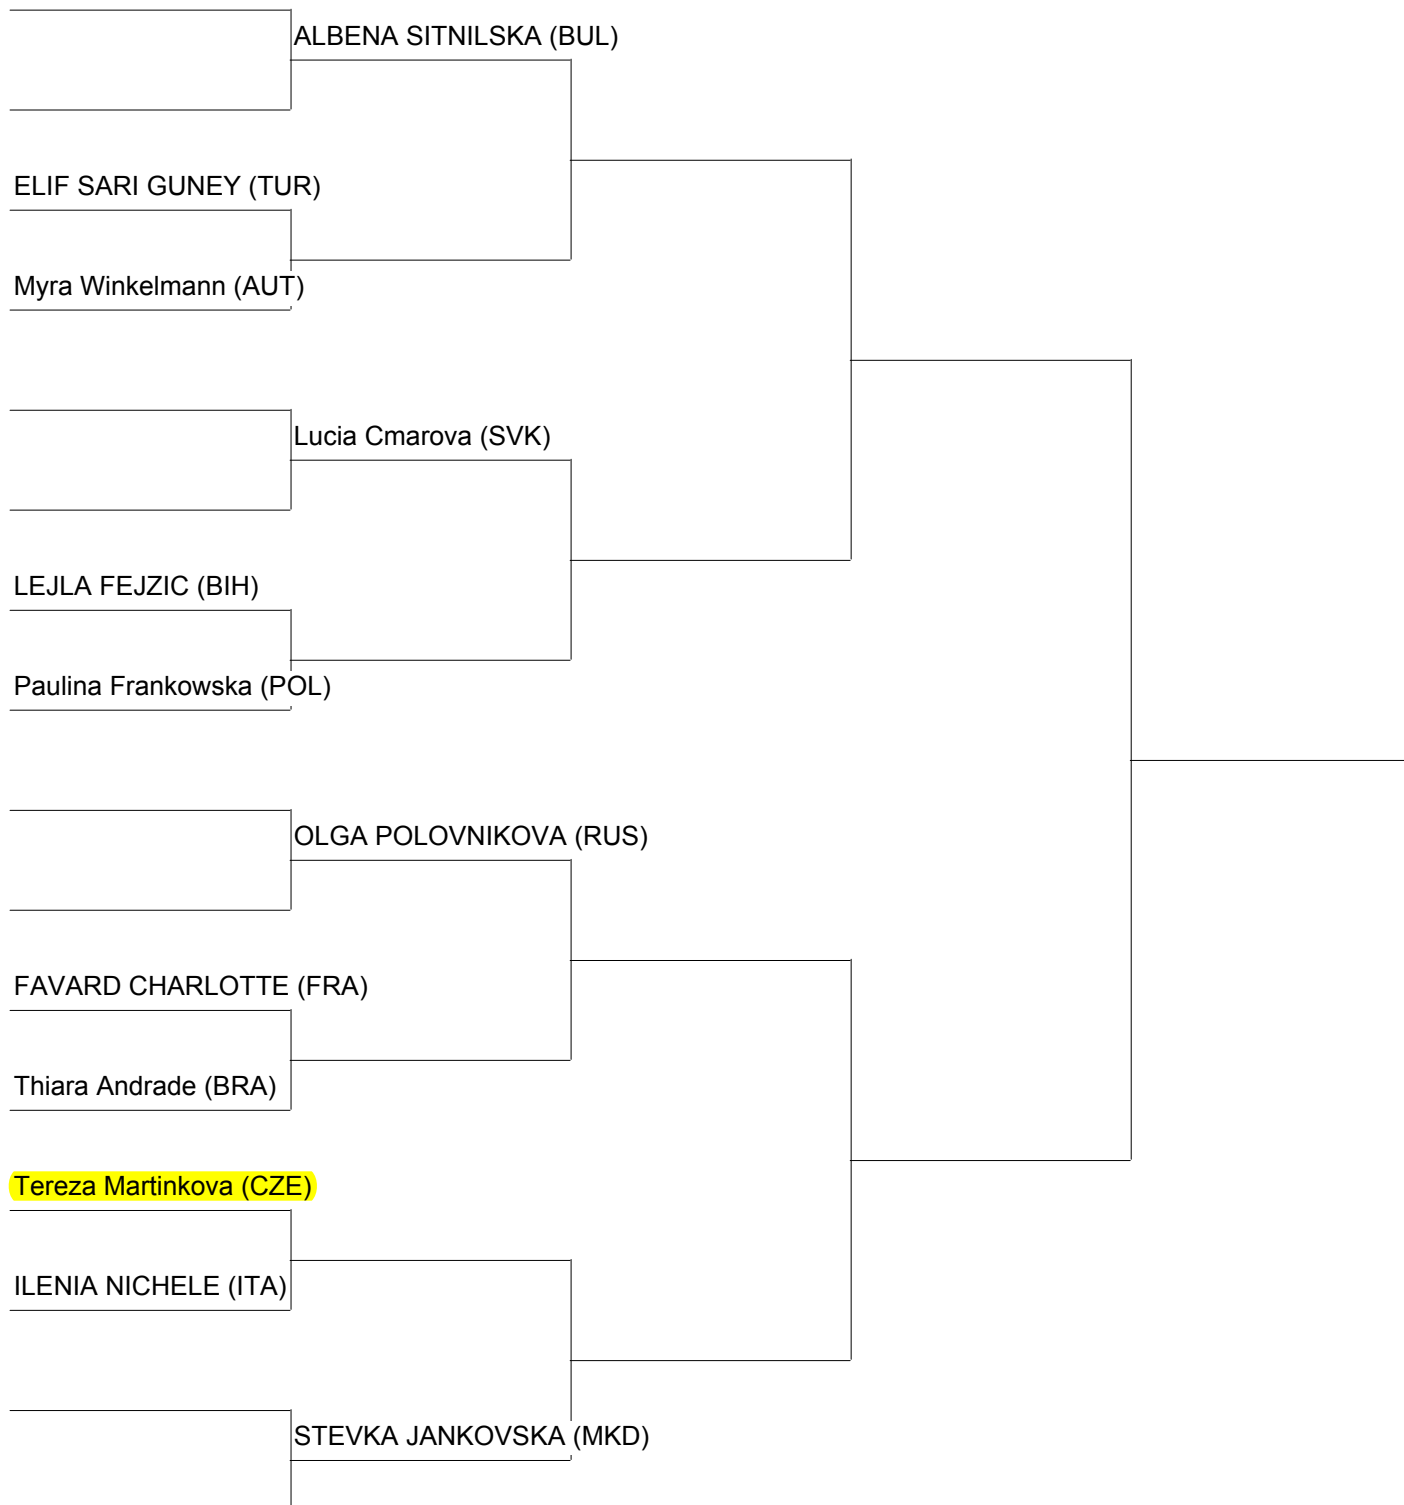 ALBENA SITNILSKA (BUL)
ELIF SARI GUNEY (TUR)
Myra Winkelmann (AUT)
Lucia Cmarova (SVK)
LEJLA FEJZIC (BIH)
Paulina Frankowska (POL)
OLGA POLOVNIKOVA (RUS)
FAVARD CHARLOTTE (FRA)
Thiara Andrade (BRA)
Tereza Martinkova (CZE)
ILENIA NICHELE (ITA)
STEVKA JANKOVSKA (MKD)